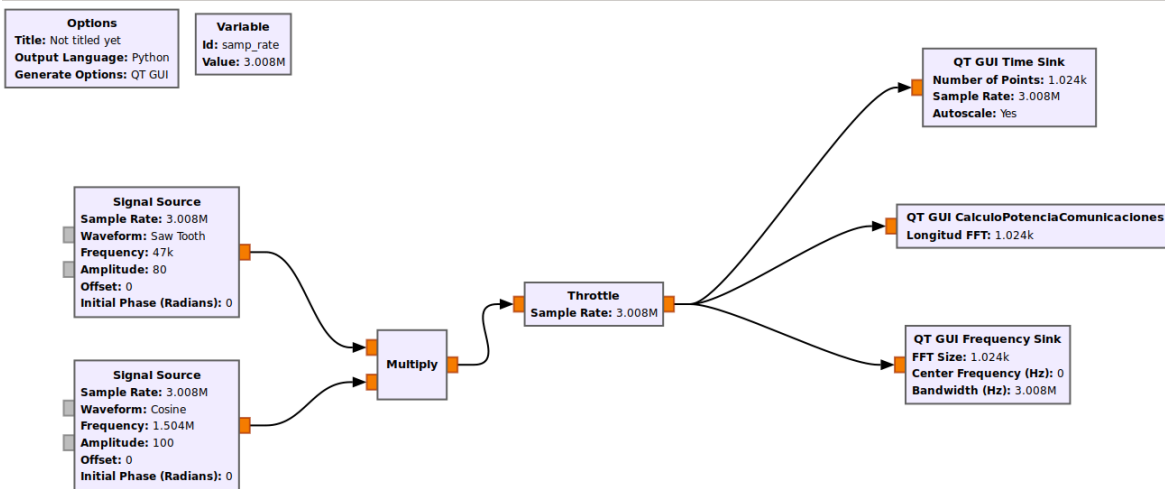 Options
Title: Not titled yet
Output Language: Python
Generate Options: QT GUI
Variable
Id: samp_rate
Value: 3.008M
Signal Source
Sample Rate: 3.008M
Waveform: Saw Tooth
Frequency: 47k
Amplitude: 80
Offset: 0
Initial Phase (Radians): 0
Signal Source
Sample Rate: 3.008M
Waveform: Cosine
Frequency: 1.504M
Amplitude: 100
Offset: 0
Initial Phase (Radians): 0
Multiply
Throttle
Sample Rate: 3.008M
QT GUI Time Sink
Number of Points: 1.024k
Sample Rate: 3.008M
Autoscale: Yes
QT GUI CalculoPotenciaComunicaciones
Longitud FFT: 1.024k
QT GUI Frequency Sink
FFT Size: 1.024k
Center Frequency (Hz): 0
Bandwidth (Hz): 3.008M